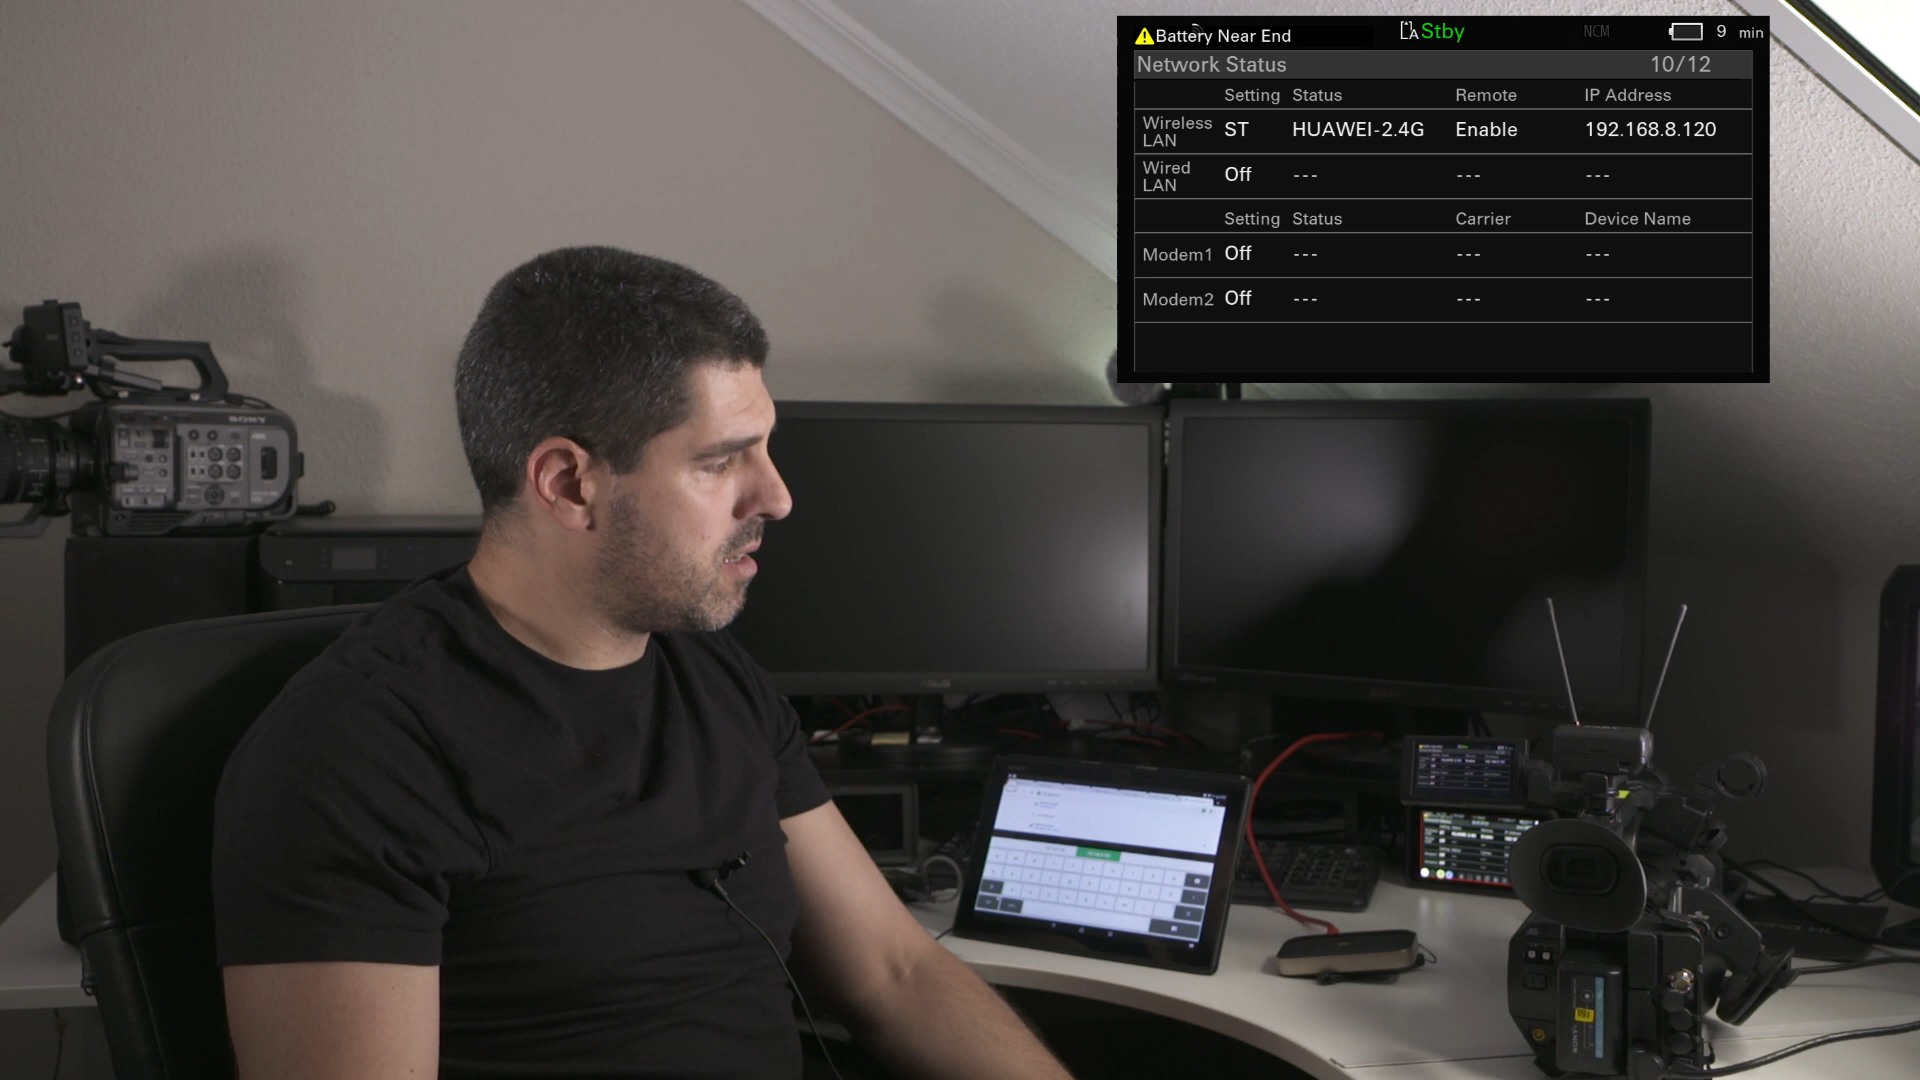 Battery Near End
A Stby
NCM
9 min
Network Status 10/12
Setting Status Remote IP Address
Wireless LAN ST HUAWEI-2.4G Enable 192.168.8.120
Wired LAN Off --- --- ---
Setting Status Carrier Device Name
Modem1 Off --- --- ---
Modem2 Off --- --- ---
SONY
SONY